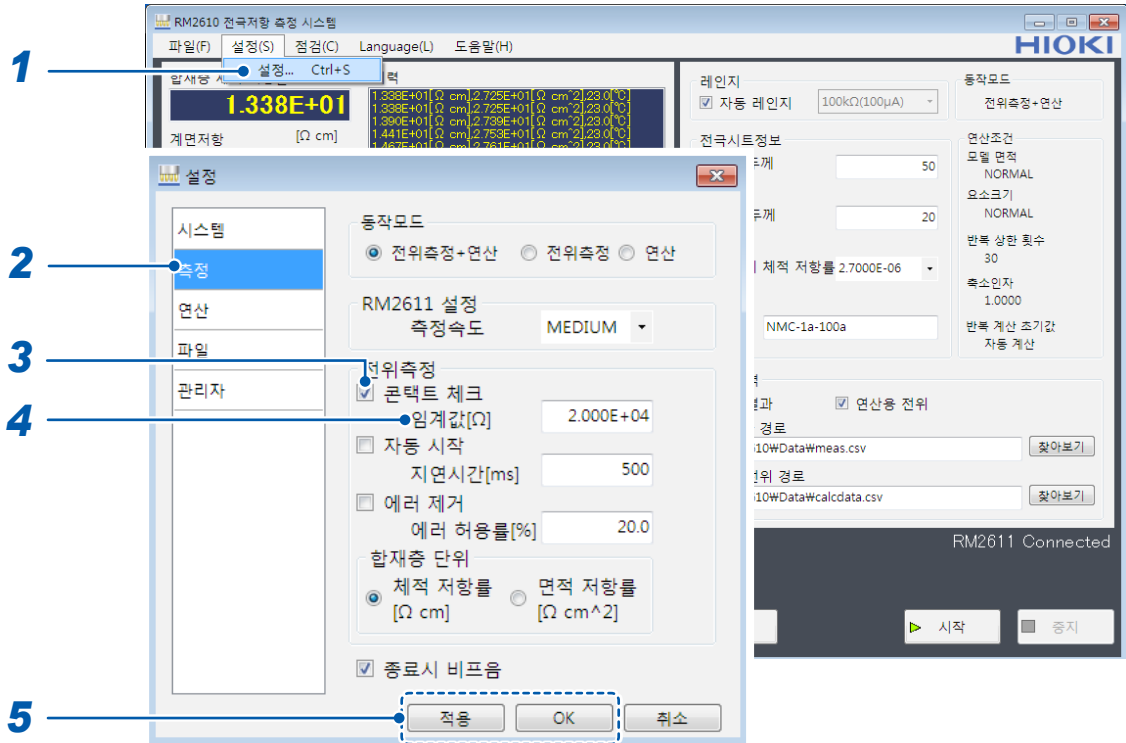 RM2610 전극저항 측정 시스템
파일(F) 설정(S) 점검(C) Language(L) 도움말(H)
HIOKI
1
설정... Ctrl+S
1.338E+01
1.338E+01[Ω cm],2.725E+01[Ω cm^2],23.0[℃]
1.338E+01[Ω cm],2.725E+01[Ω cm^2],23.0[℃]
1.390E+01[Ω cm],2.739E+01[Ω cm^2],23.0[℃]
1.441E+01[Ω cm],2.753E+01[Ω cm^2],23.0[℃]
1.467E+01[Ω cm],2.761E+01[Ω cm^2],23.0[℃]
계면저항 [Ω cm]
레인지
자동 레인지 100kΩ(100μA)
동작모드
전위측정+연산
전극시트정보
50
20
체적 저항률 2.7000E-06
NMC-1a-100a
연산조건
모델 면적
NORMAL
요소크기
NORMAL
반복 상한 횟수
30
축소인자
1.0000
반복 계산 초기값
자동 계산
연산용 전위
경로
610₩Data₩meas.csv 찾아보기
경로
610₩Data₩calcdata.csv 찾아보기
RM2611 Connected
시작 중지
설정
시스템
2
측정
연산
파일
관리자
동작모드
전위측정+연산 전위측정 연산
RM2611 설정
측정속도 MEDIUM
전위측정
3
콘택트 체크
4
임계값[Ω] 2.000E+04
자동 시작
지연시간[ms] 500
에러 제거
에러 허용률[%] 20.0
합재층 단위
체적 저항률 면적 저항률
[Ω cm] [Ω cm^2]
종료시 비프음
5
적용 OK 취소